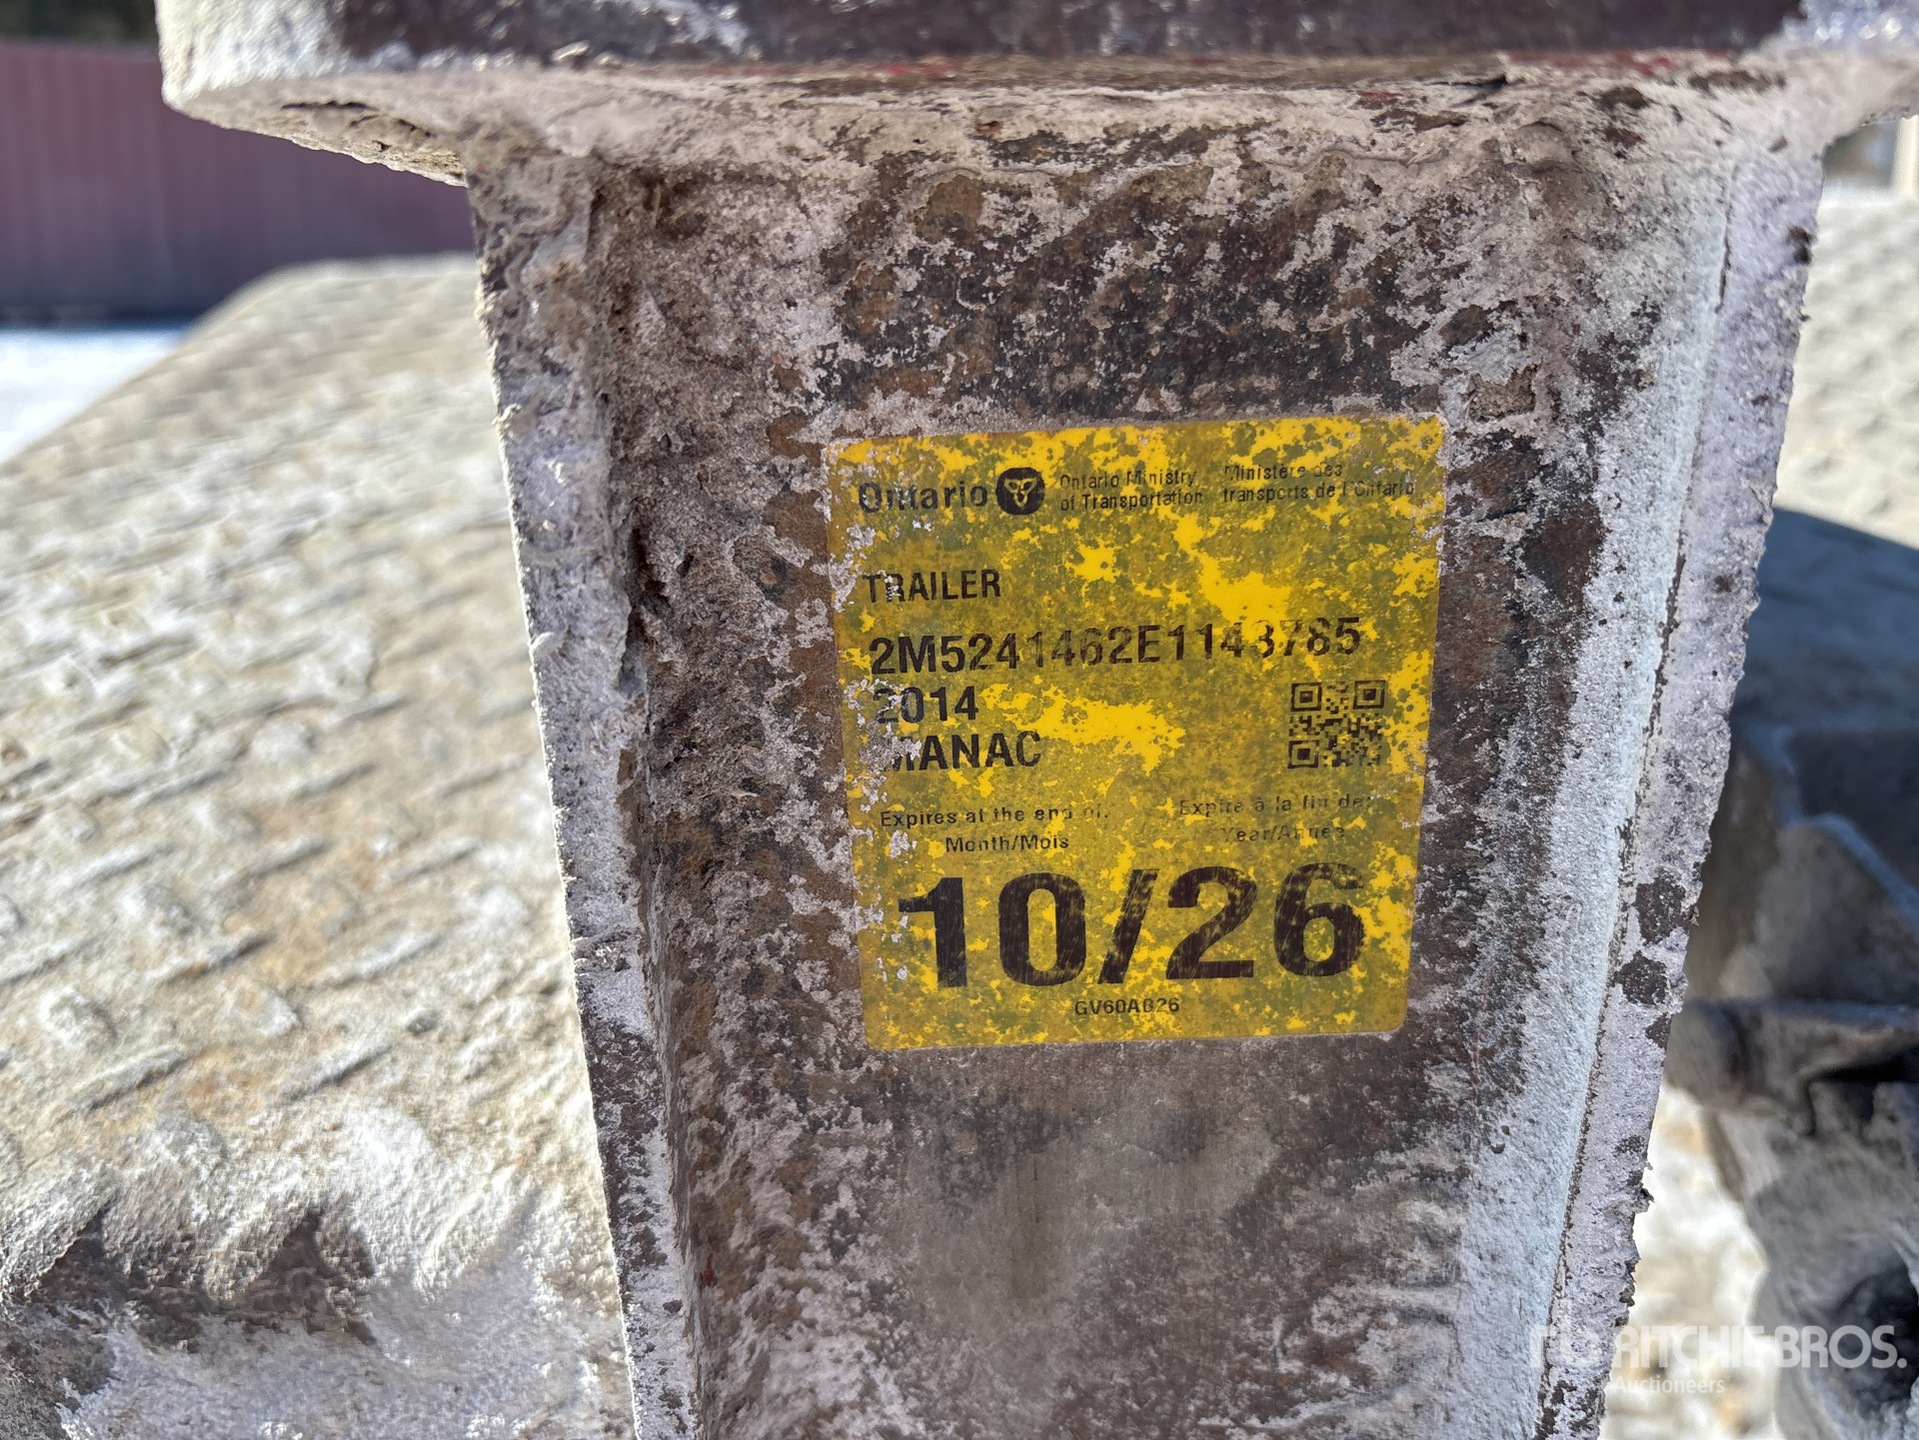 Ontario
Ontario Ministry
of Transportation
Ministère des
transports de l'Ontario
TRAILER
2M5241462E1143785
2014
MANAC
Expires at the end of:
Expire à la fin de:
Month/Mois
Year/Année
10/26
GV60AB26
rb RITCHIE BROS.
Auctioneers